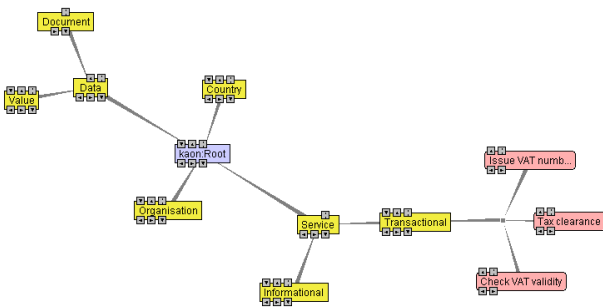 Document
Data
Value
Country
kaon:Root
Issue VAT numb...
Organisation
Service
Transactional
Tax clearance
Check VAT validity
Informational